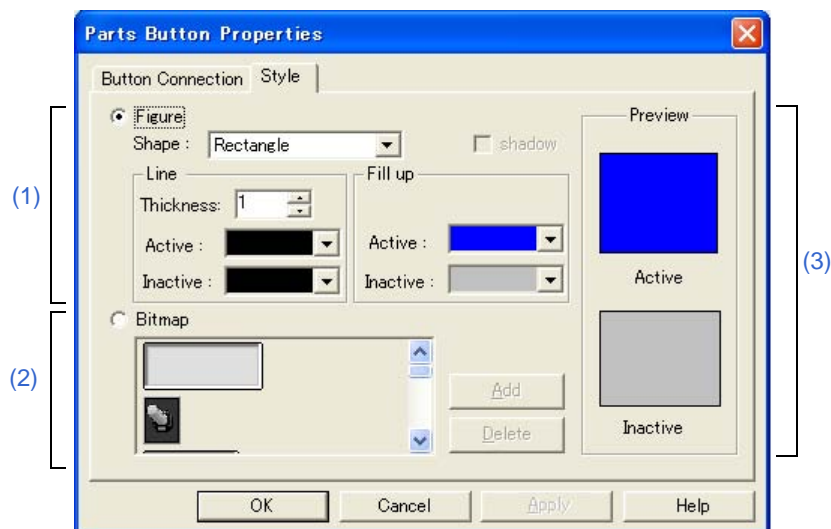 Parts Button Properties
Button Connection Style
(1)
Figure
Shape : Rectangle shadow
Line
Thickness: 1
Active :
Inactive :
Fill up
Active :
Inactive :
(2)
Bitmap
Add
Delete
(3)
Preview
Active
Inactive
OK Cancel Apply Help